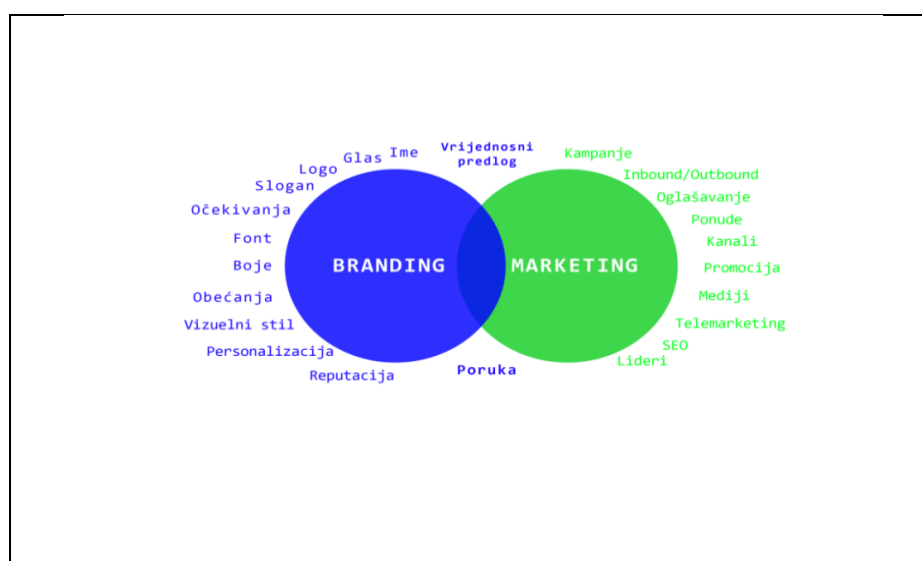 Ime
Glas
Logo
Slogan
Očekivanja
Font
Boje
Obećanja
Vizuelni stil
Personalizacija
Reputacija
BRANDING
Vrijednosni
predlog
Poruka
MARKETING
Kampanje
Inbound/Outbound
Oglašavanje
Ponude
Kanali
Promocija
Mediji
Telemarketing
SEO
Lideri